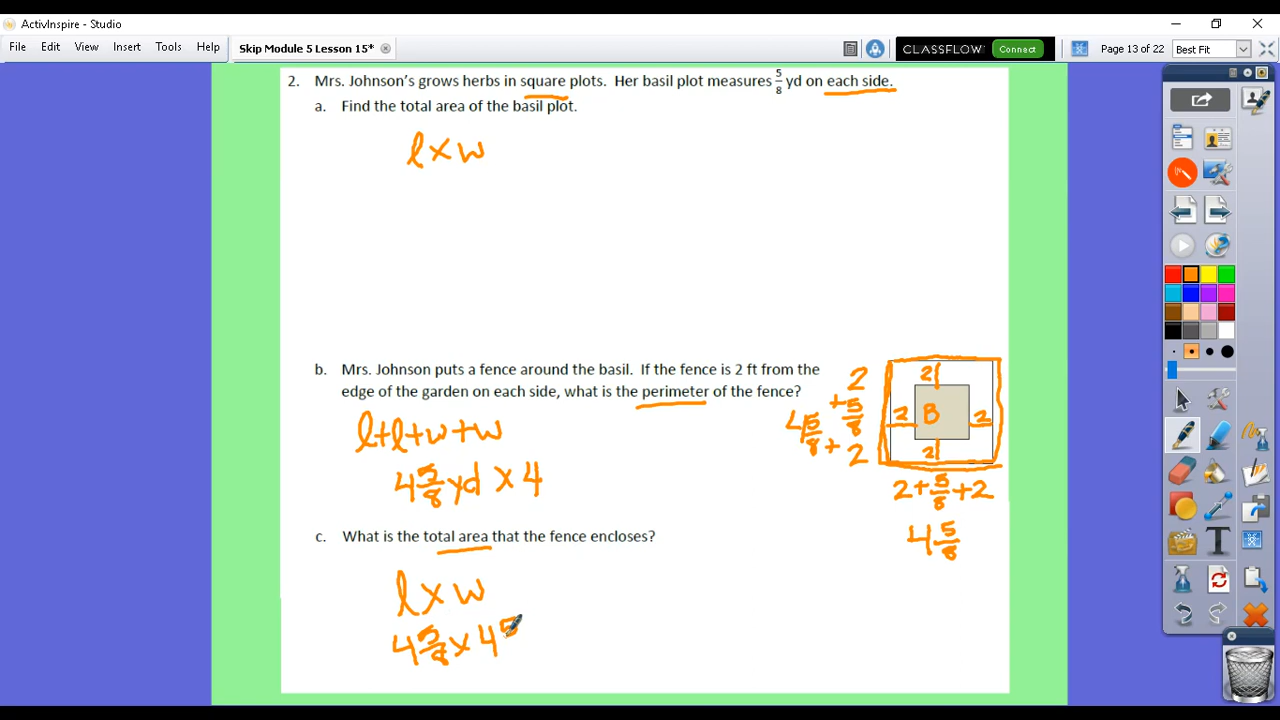 ActivInspire - Studio
File Edit View Insert Tools Help
Skip Module 5 Lesson 15*
CLASSFLOW Connect
Page 13 of 22
Best Fit
2. Mrs. Johnson's grows herbs in square plots. Her basil plot measures 5/8 yd on each side.
a. Find the total area of the basil plot.
l x w
b. Mrs. Johnson puts a fence around the basil. If the fence is 2 ft from the
edge of the garden on each side, what is the perimeter of the fence?
l+l+w+w
4 5/8 yd x 4
2
+ 5/8
+ 2
4 5/8
2
2 B 2
2
2 + 5/8 + 2
4 5/8
c. What is the total area that the fence encloses?
l x w
4 5/8 x 4 5